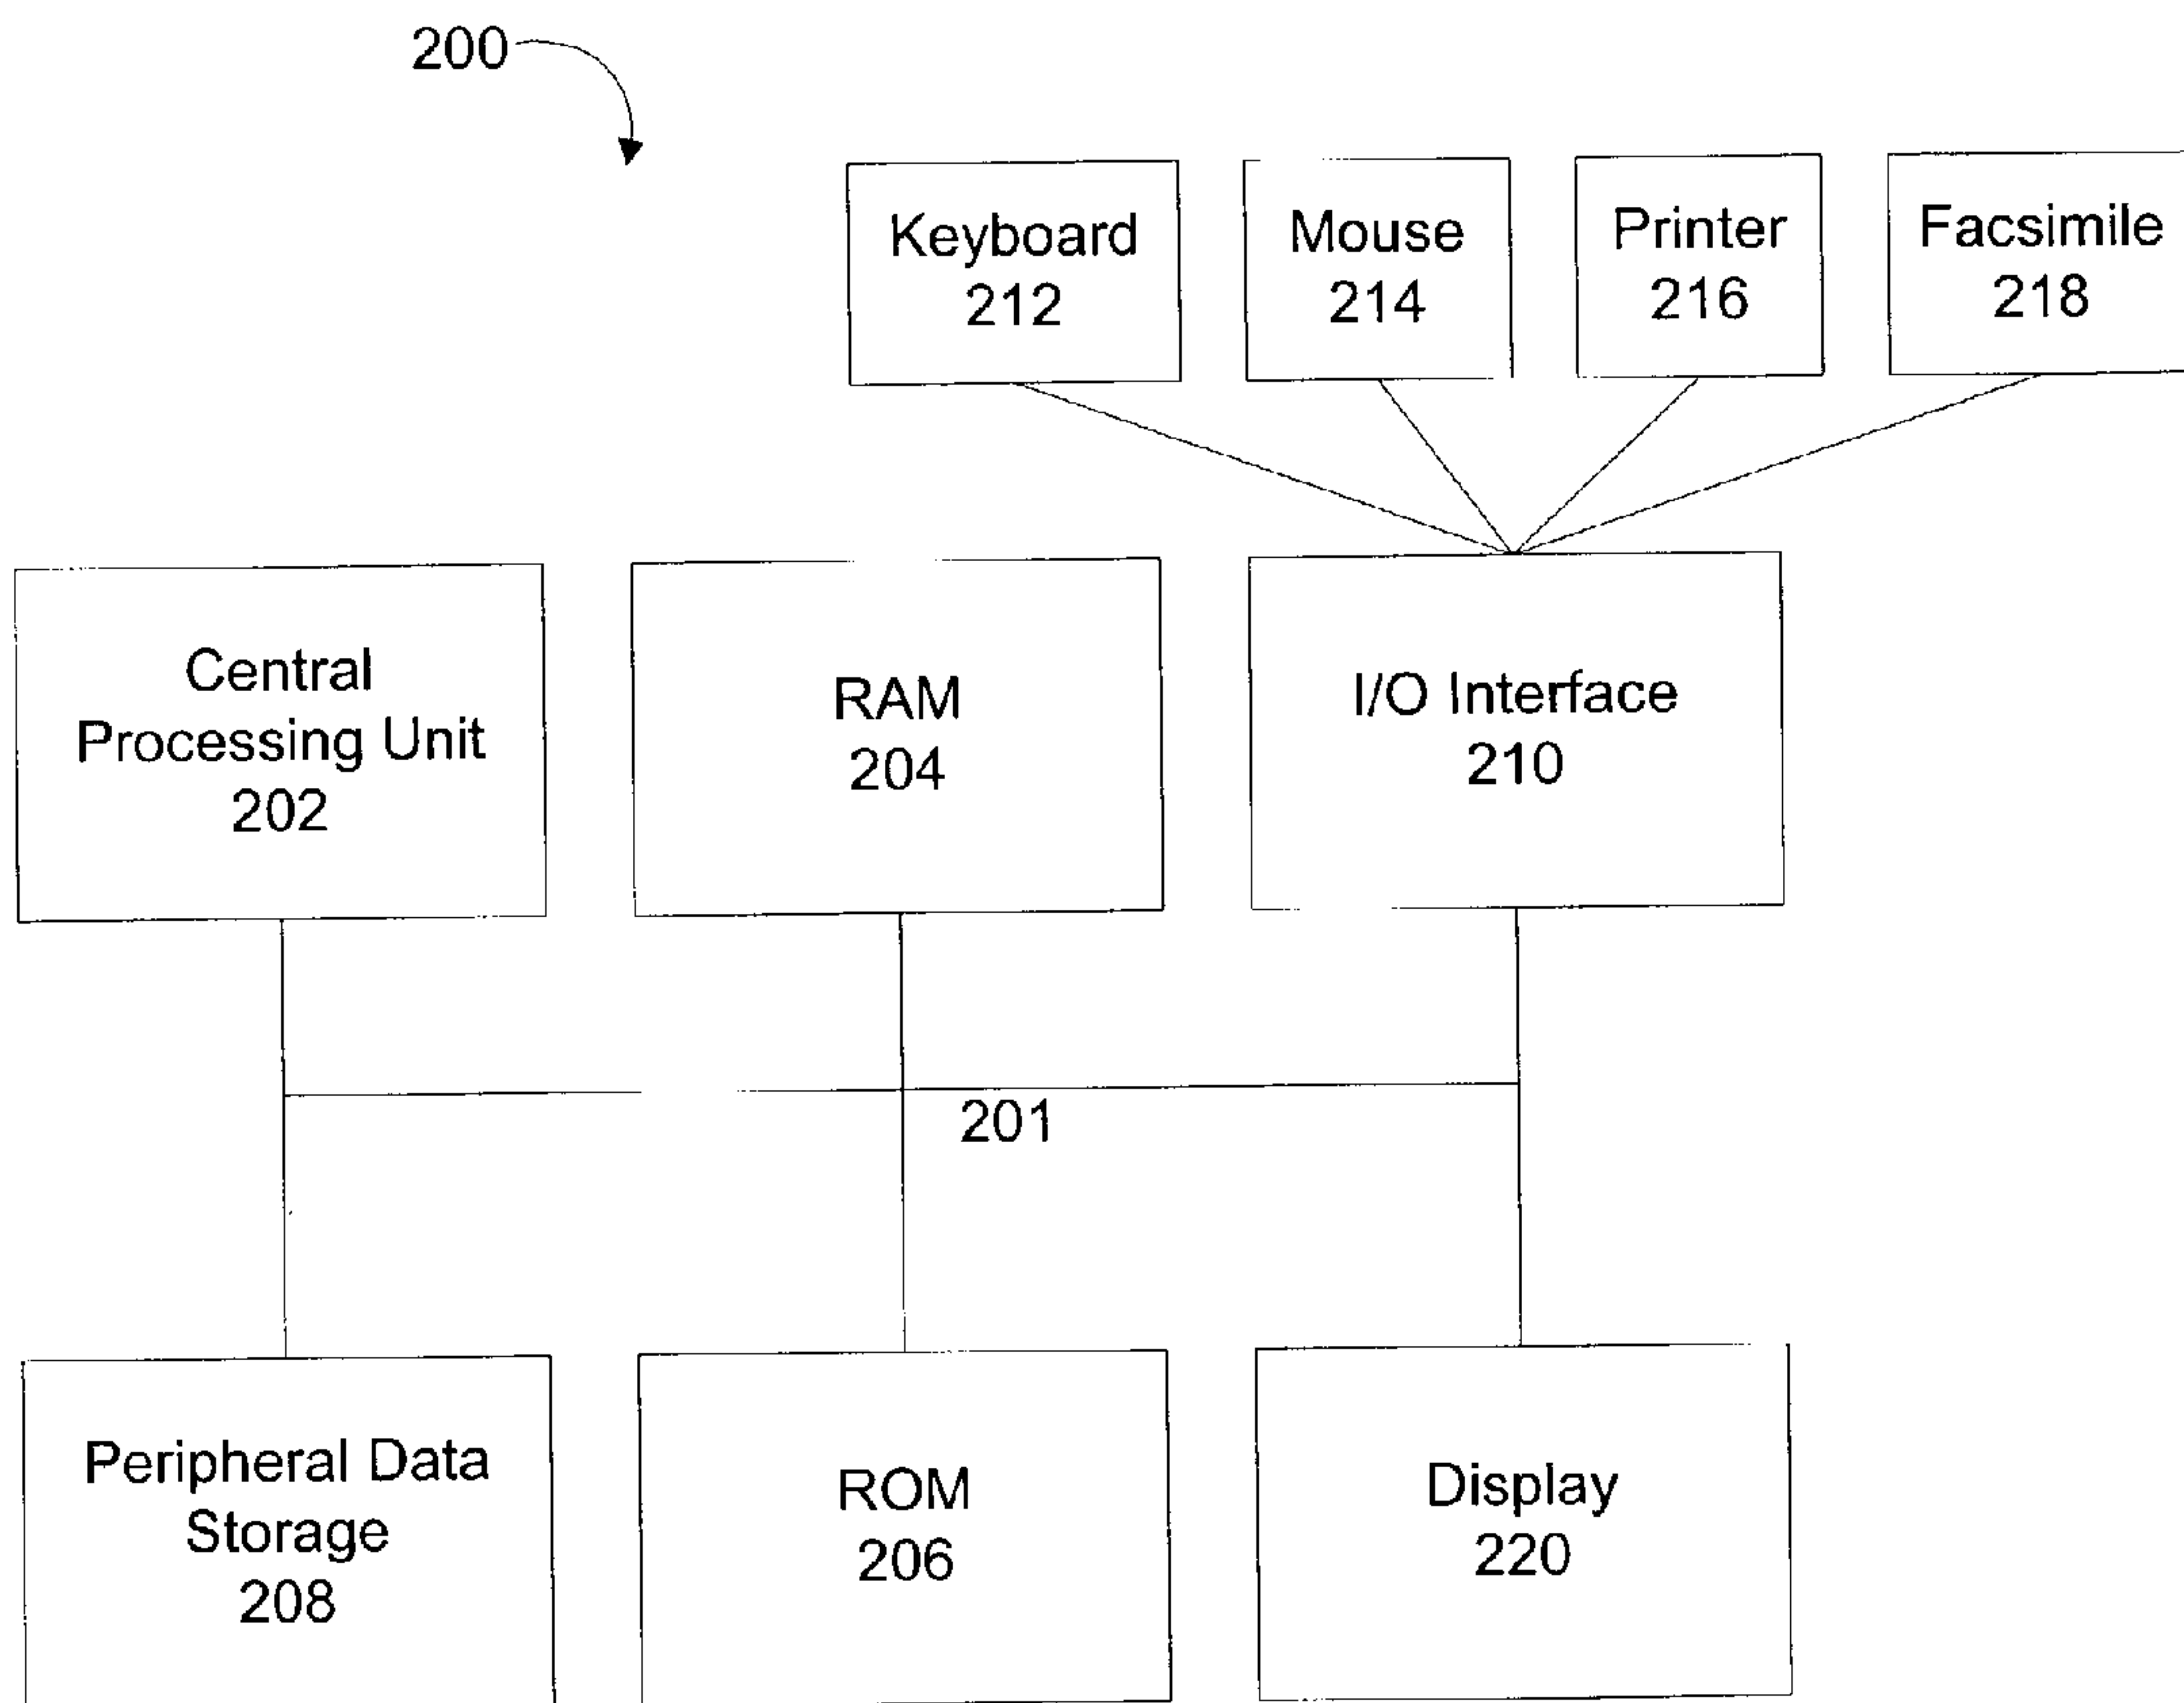 200
Keyboard
212
Mouse
214
Printer
216
Facsimile
218
Central
Processing Unit
202
RAM
204
I/O Interface
210
201
Peripheral Data
Storage
208
ROM
206
Display
220